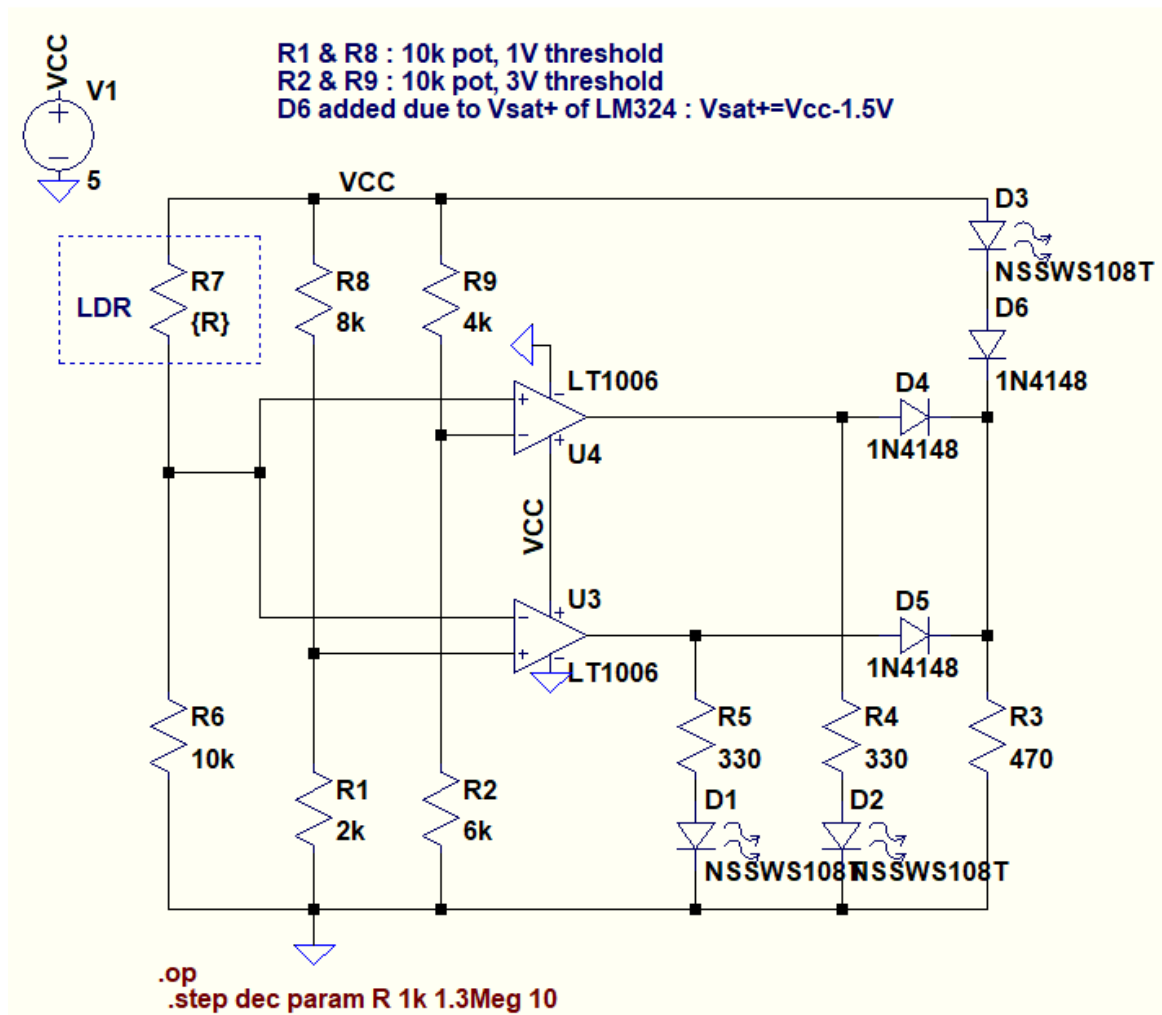 VCC
V1
5
R1 & R8 : 10k pot, 1V threshold
R2 & R9 : 10k pot, 3V threshold
D6 added due to Vsat+ of LM324 : Vsat+=Vcc-1.5V
VCC
D3
NSSWS108T
LDR
R7
{R}
R8
8k
R9
4k
D6
1N4148
LT1006
U4
D4
1N4148
VCC
U3
LT1006
D5
1N4148
R6
10k
R5
330
R4
330
R3
470
R1
2k
R2
6k
D1
NSSWS108T
D2
NSSWS108T
.op
.step dec param R 1k 1.3Meg 10